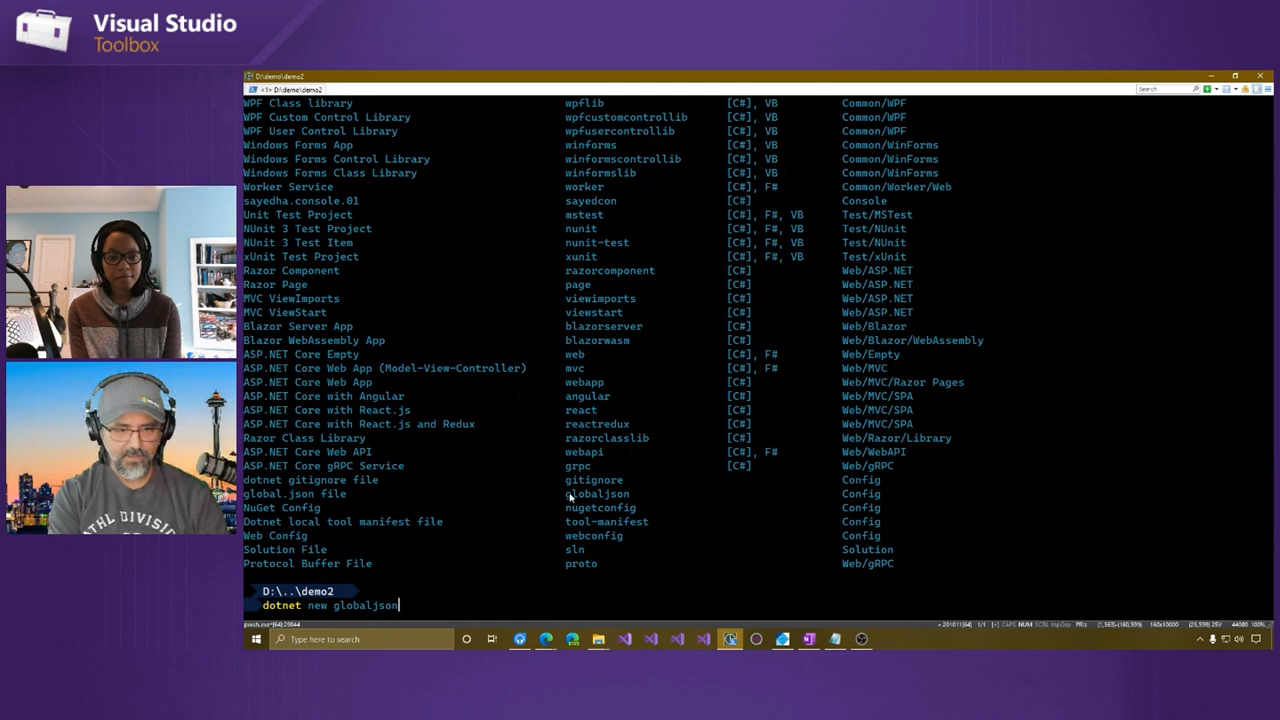 Visual Studio
Toolbox
D:\demo\demo2
<1> D:\demo\demo2
Search
WPF Class library wpflib [C#], VB Common/WPF
WPF Custom Control Library wpfcustomcontrollib [C#], VB Common/WPF
WPF User Control Library wpfusercontrollib [C#], VB Common/WPF
Windows Forms App winforms [C#], VB Common/WinForms
Windows Forms Control Library winformscontrollib [C#], VB Common/WinForms
Windows Forms Class Library winformslib [C#], VB Common/WinForms
Worker Service worker [C#], F# Common/Worker/Web
sayedha.console.01 sayedcon [C#] Console
Unit Test Project mstest [C#], F#, VB Test/MSTest
NUnit 3 Test Project nunit [C#], F#, VB Test/NUnit
NUnit 3 Test Item nunit-test [C#], F#, VB Test/NUnit
xUnit Test Project xunit [C#], F#, VB Test/xUnit
Razor Component razorcomponent [C#] Web/ASP.NET
Razor Page page [C#] Web/ASP.NET
MVC ViewImports viewimports [C#] Web/ASP.NET
MVC ViewStart viewstart [C#] Web/ASP.NET
Blazor Server App blazorserver [C#] Web/Blazor
Blazor WebAssembly App blazorwasm [C#] Web/Blazor/WebAssembly
ASP.NET Core Empty web [C#], F# Web/Empty
ASP.NET Core Web App (Model-View-Controller) mvc [C#], F# Web/MVC
ASP.NET Core Web App webapp [C#] Web/MVC/Razor Pages
ASP.NET Core with Angular angular [C#] Web/MVC/SPA
ASP.NET Core with React.js react [C#] Web/MVC/SPA
ASP.NET Core with React.js and Redux reactredux [C#] Web/MVC/SPA
Razor Class Library razorclasslib [C#] Web/Razor/Library
ASP.NET Core Web API webapi [C#], F# Web/WebAPI
ASP.NET Core gRPC Service grpc [C#] Web/gRPC
dotnet gitignore file gitignore Config
global.json file globaljson Config
NuGet Config nugetconfig Config
Dotnet local tool manifest file tool-manifest Config
Web Config webconfig Config
Solution File sln Solution
Protocol Buffer File proto Web/gRPC
D:\..\demo2
dotnet new globaljson
Type here to search